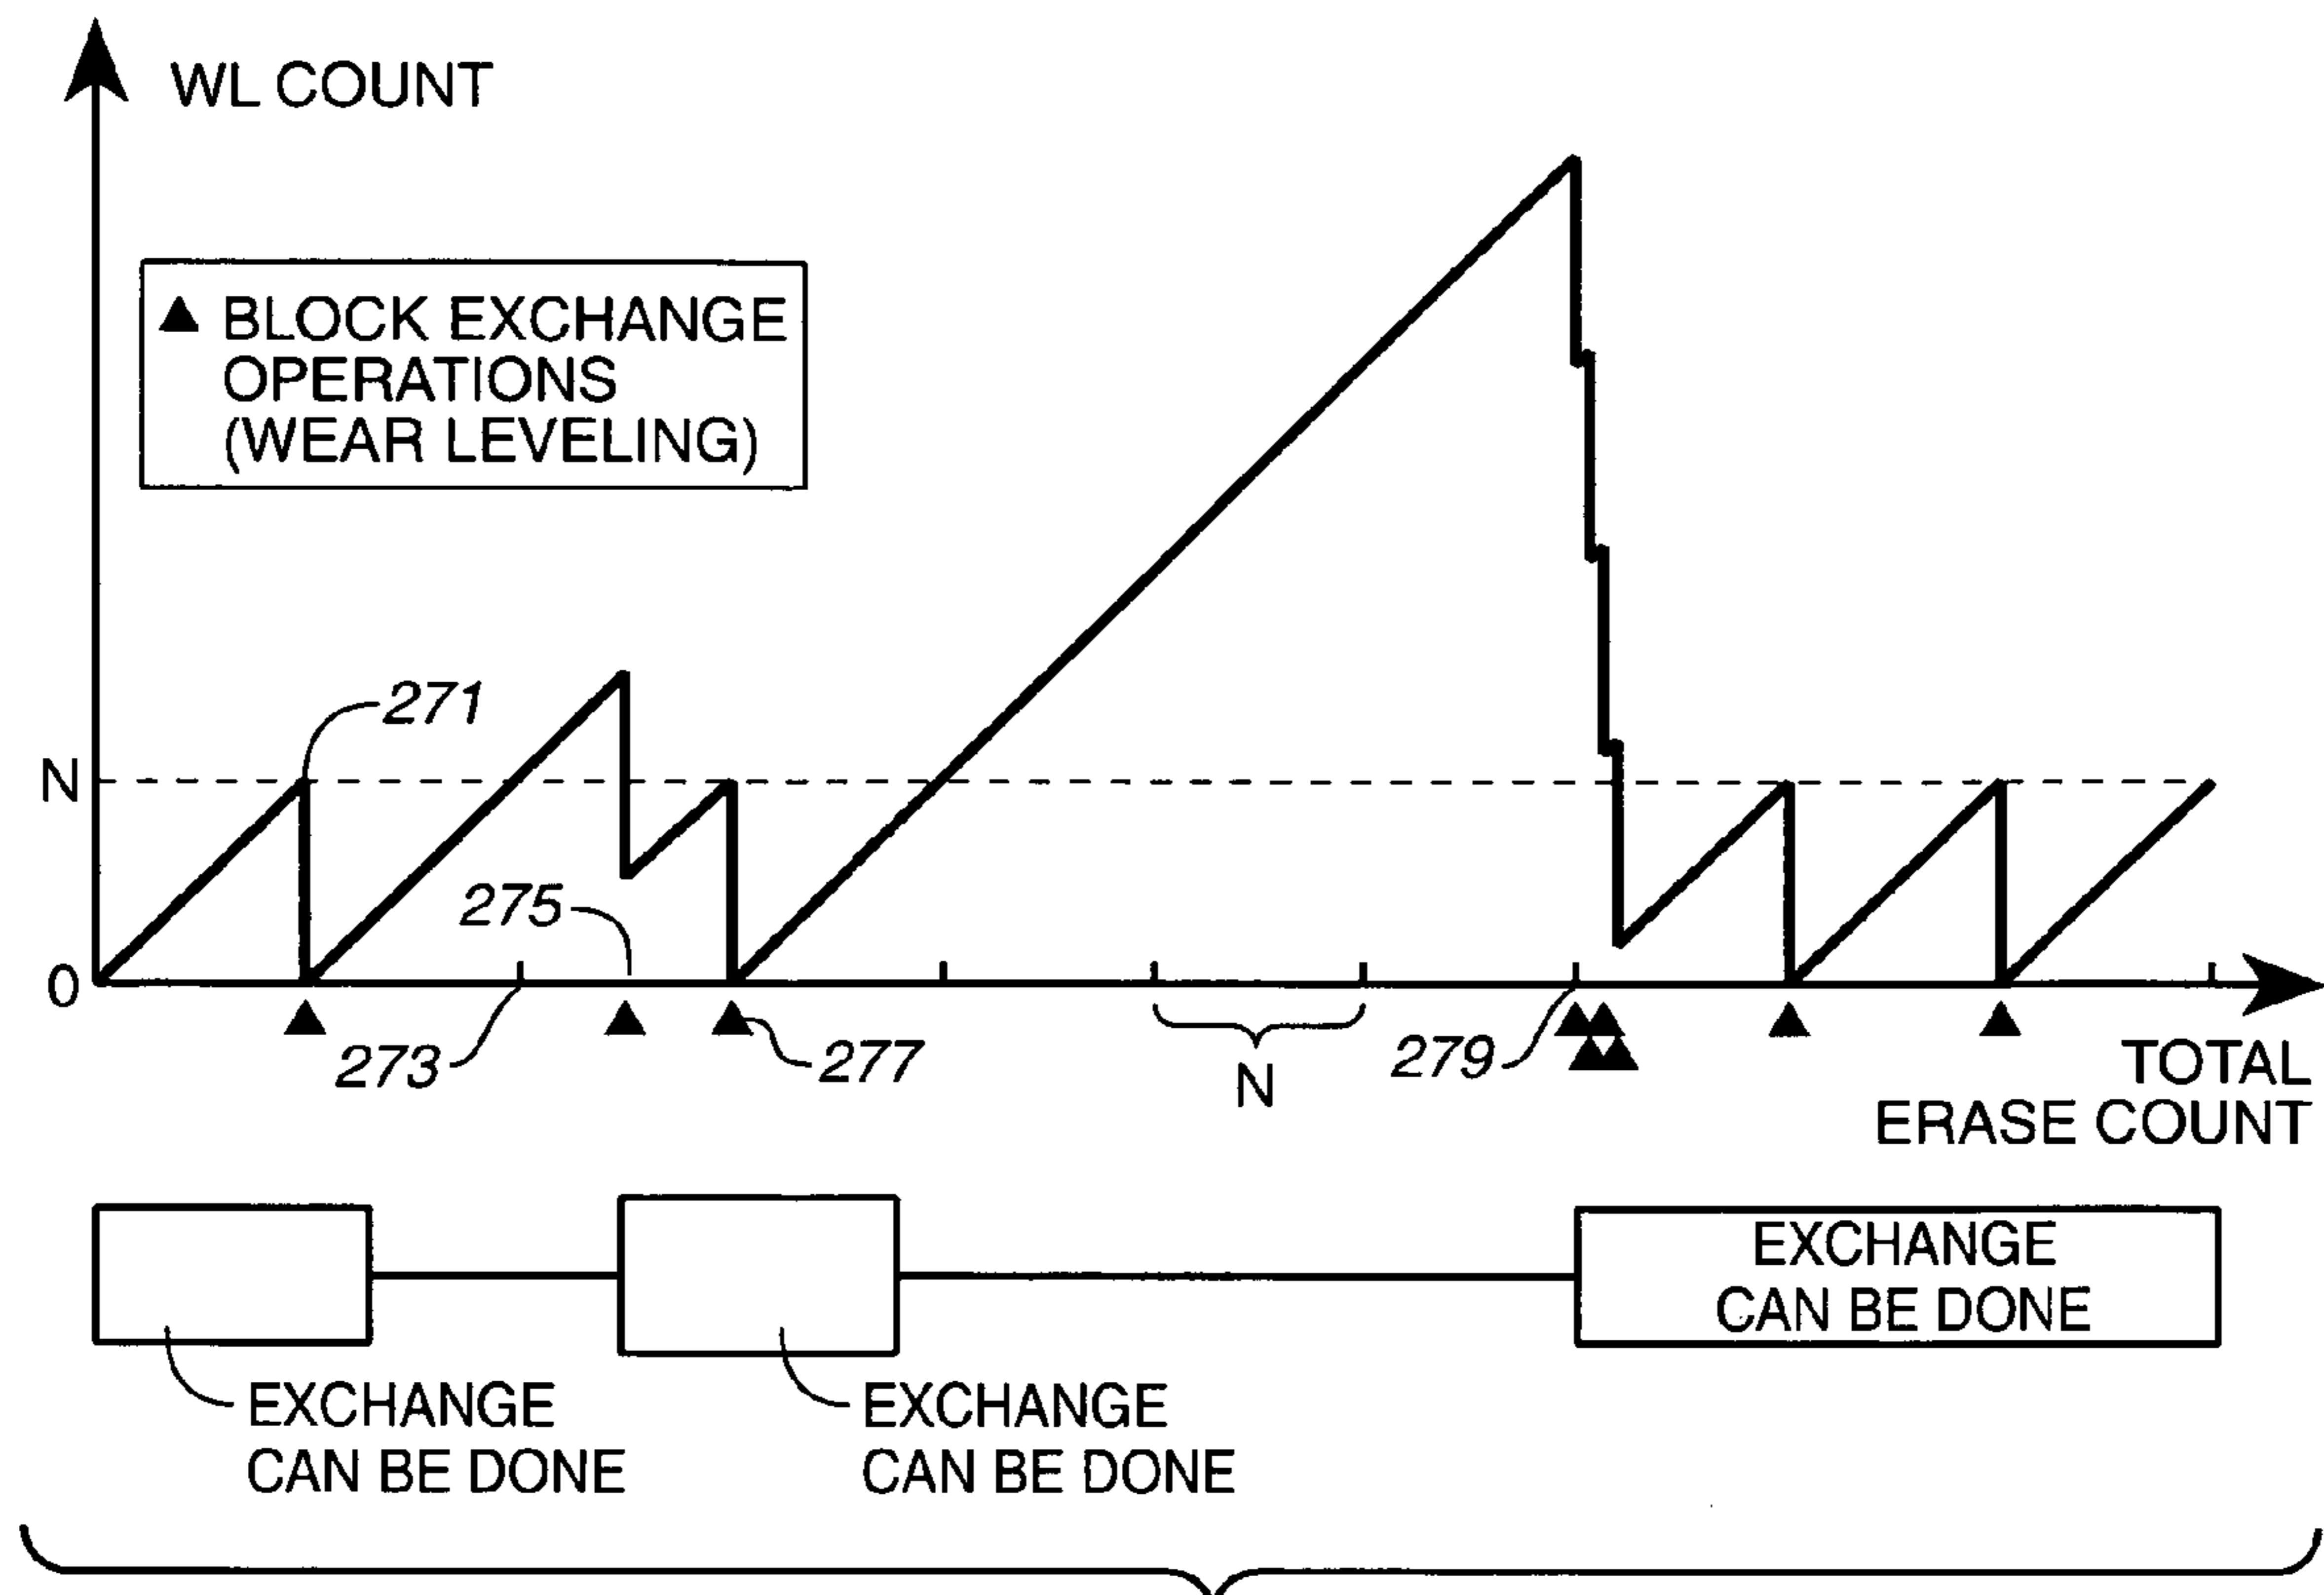 WL COUNT
▲ BLOCK EXCHANGE
OPERATIONS
(WEAR LEVELING)
271
N
275
0
273
277
N
279
TOTAL
ERASE COUNT
EXCHANGE
CAN BE DONE
EXCHANGE
CAN BE DONE
EXCHANGE
CAN BE DONE